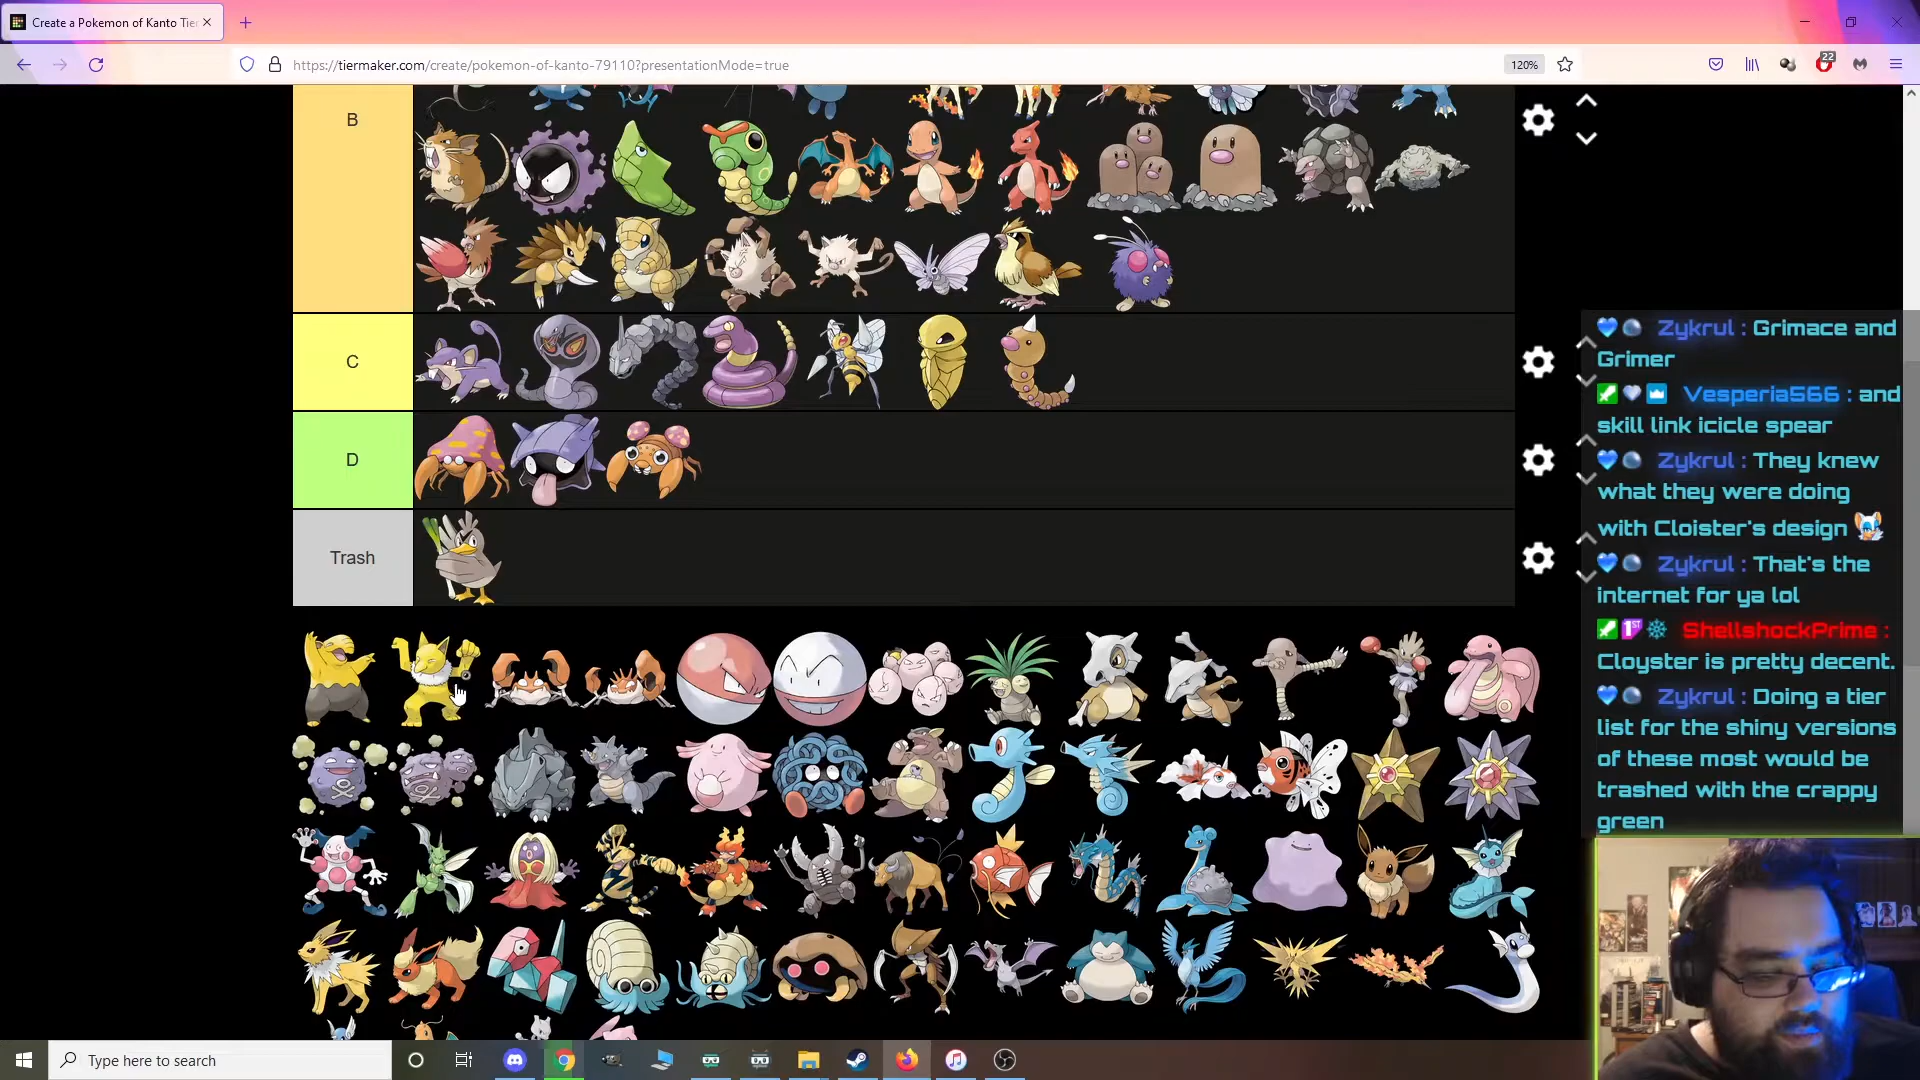 Create a Pokemon of Kanto Tie
https://tiermaker.com/create/pokemon-of-kanto-79110?presentationMode=true
120%
22
B
C
D
Trash
Zykrul : Grimace and
Grimer
Vesperia566 : and
skill link icicle spear
Zykrul : They knew
what they were doing
with Cloister's design
Zykrul : That's the
internet for ya lol
1ST ShellshockPrime :
Cloyster is pretty decent.
Zykrul : Doing a tier
list for the shiny versions
of these most would be
trashed with the crappy
green
Type here to search